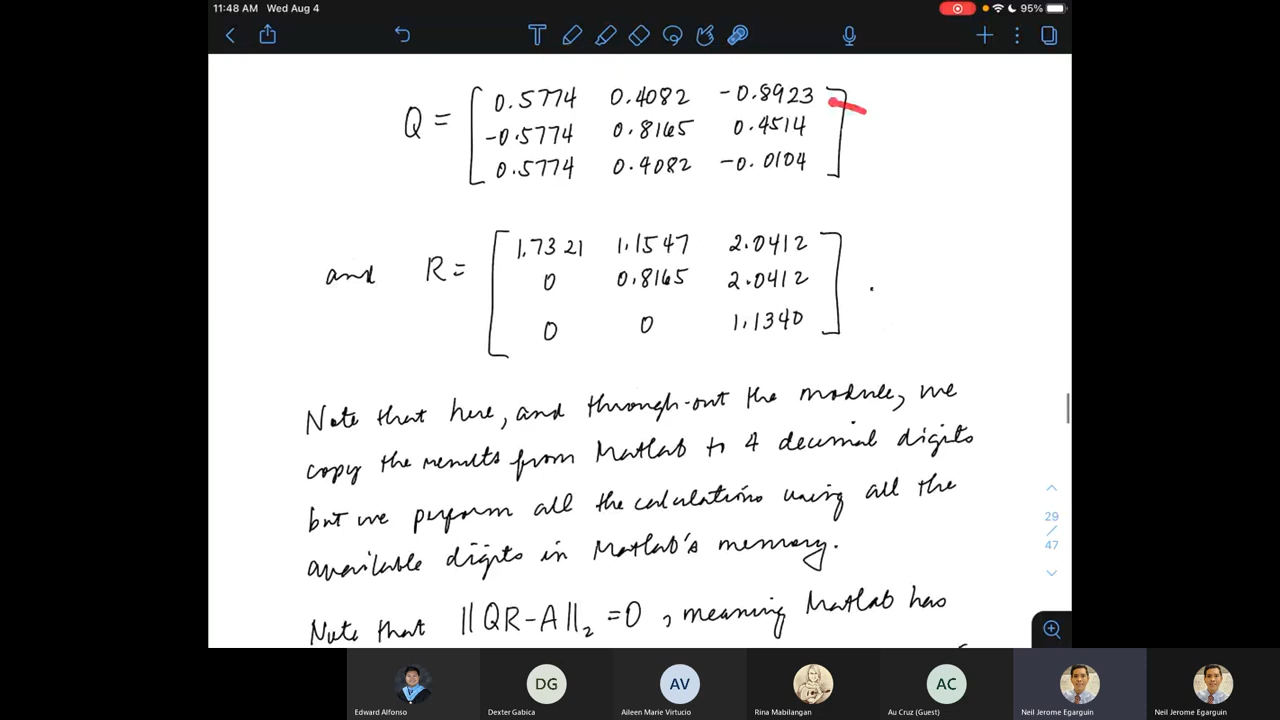 11:48 AM Wed Aug 4
95%
Q = [ 0.5774 0.4082 -0.8923
-0.5774 0.8165 0.4514
0.5774 0.4082 -0.0104 ]
and R = [ 1.7321 1.1547 2.0412
0 0.8165 2.0412
0 0 1.1340 ] .
Note that here, and through-out the module, we
copy the results from Matlab to 4 decimal digits
but we perform all the calculations using all the
available digits in Matlab's memory.
Note that ||QR-A||₂ = 0, meaning Matlab has
29
/
47
DG
AV
AC
Edward Alfonso
Dexter Gabica
Aileen Marie Virtucio
Rina Mabilangan
Au Cruz (Guest)
Neil Jerome Egarguin
Neil Jerome Egarguin